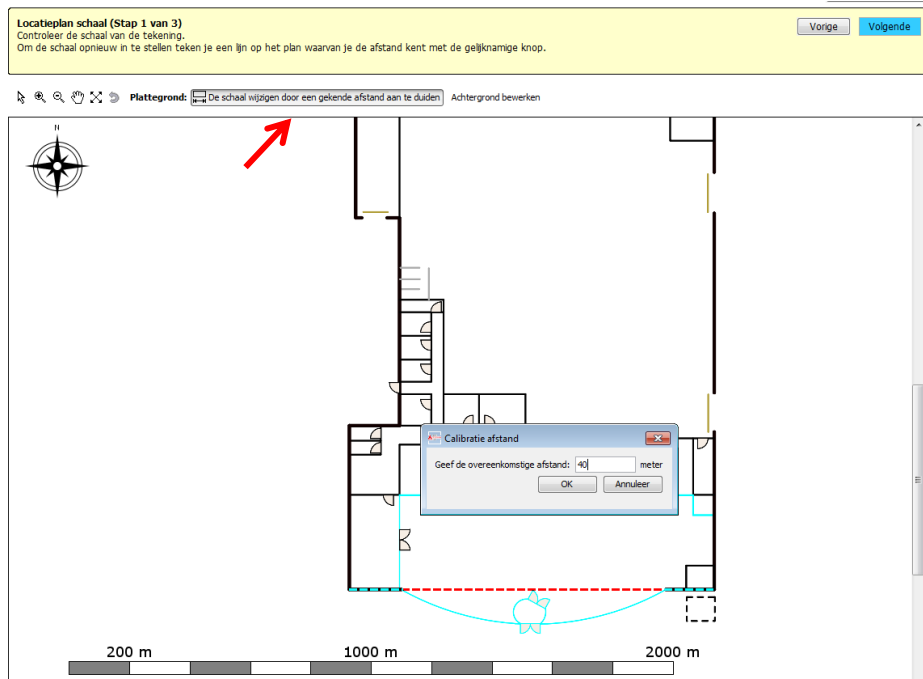 Locatieplan schaal (Stap 1 van 3)
Controleer de schaal van de tekening.
Om de schaal opnieuw in te stellen teken je een lijn op het plan waarvan je de afstand kent met de gelijknamige knop.
Vorige
Volgende
Plattegrond: De schaal wijzigen door een gekende afstand aan te duiden Achtergrond bewerken
N
Calibratie afstand
Geef de overeenkomstige afstand: 40 meter
OK Annuleer
200 m 1000 m 2000 m